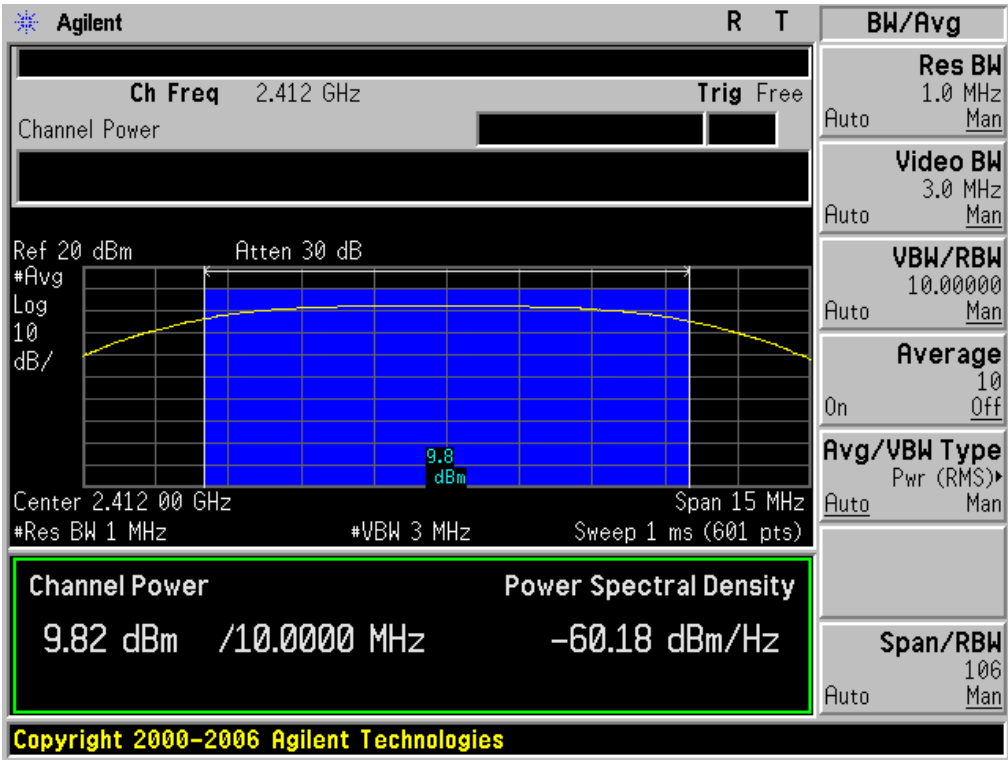 Agilent
R T
Ch Freq 2.412 GHz
Trig Free
Channel Power
Ref 20 dBm
Atten 30 dB
#Avg
Log
10
dB/
9.8
dBm
Center 2.412 00 GHz
Span 15 MHz
#Res BW 1 MHz
#VBW 3 MHz
Sweep 1 ms (601 pts)
Channel Power
Power Spectral Density
9.82 dBm /10.0000 MHz
-60.18 dBm/Hz
Copyright 2000-2006 Agilent Technologies
BW/Avg
Res BW
1.0 MHz
Auto Man
Video BW
3.0 MHz
Auto Man
VBW/RBW
10.00000
Auto Man
Average
10
On Off
Avg/VBW Type
Pwr (RMS)▸
Auto Man
Span/RBW
106
Auto Man